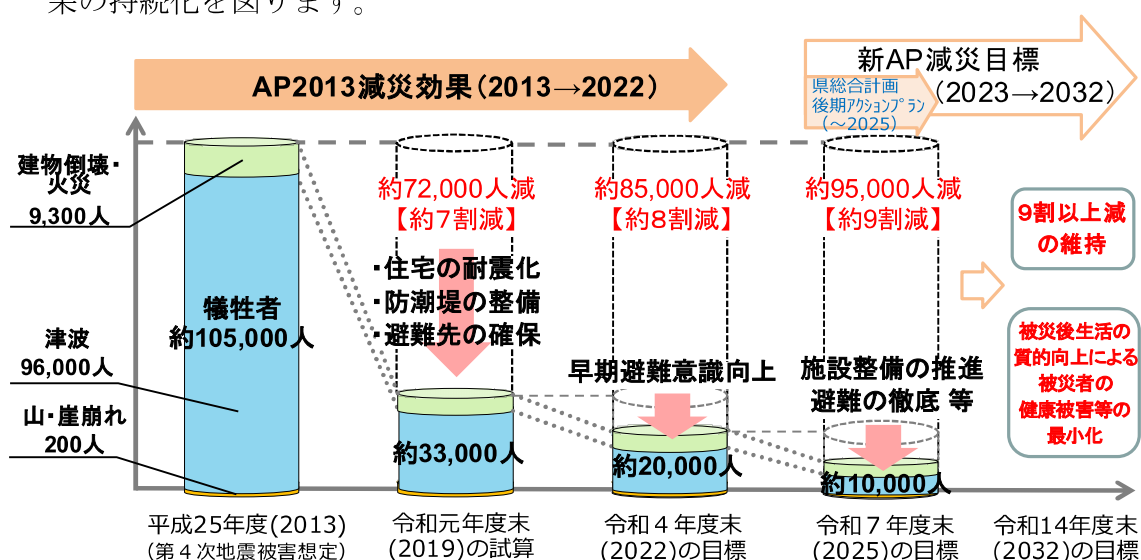 業の持続化を図ります。
AP2013減災効果（2013→2022）
新AP減災目標
（2023→2032）
県総合計画
後期ｱｸｼｮﾝﾌﾟﾗﾝ
（～2025）
建物倒壊・
火災
9,300人
津波
96,000人
山・崖崩れ
200人
犠牲者
約105,000人
約72,000人減
【約7割減】
・住宅の耐震化
・防潮堤の整備
・避難先の確保
約33,000人
約85,000人減
【約8割減】
早期避難意識向上
約20,000人
約95,000人減
【約9割減】
施設整備の推進
避難の徹底 等
約10,000人
9割以上減
の維持
被災後生活の
質的向上による
被災者の
健康被害等の
最小化
平成25年度(2013)
（第４次地震被害想定）
令和元年度末
(2019)の試算
令和４年度末
(2022)の目標
令和７年度末
(2025)の目標
令和14年度末
(2032)の目標